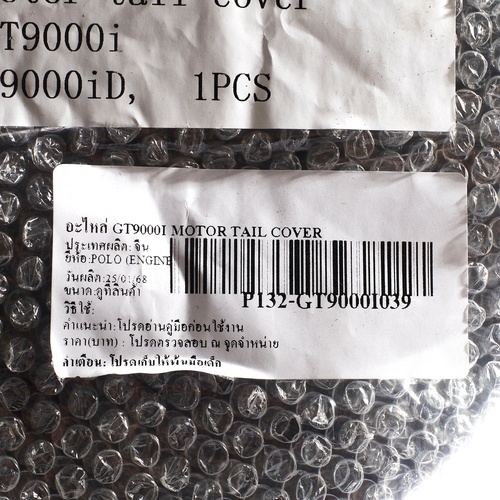 tail cover
T9000i
9000iD, 1PCS
อะไหล่ GT9000I MOTOR TAIL COVER
ประเทศผลิต: จีน
ยี่ห้อ:POLO (ENGINE
วันผลิต:25/01/68
ขนาด:ดูที่สินค้า
P132-GT9000I039
วิธีใช้:
คำแนะนำ:โปรดอ่านคู่มือก่อนใช้งาน
ราคา(บาท) : โปรดตรวจสอบ ณ จุดจำหน่าย
คำเตือน: โปรดเก็บให้พ้นมือเด็ก